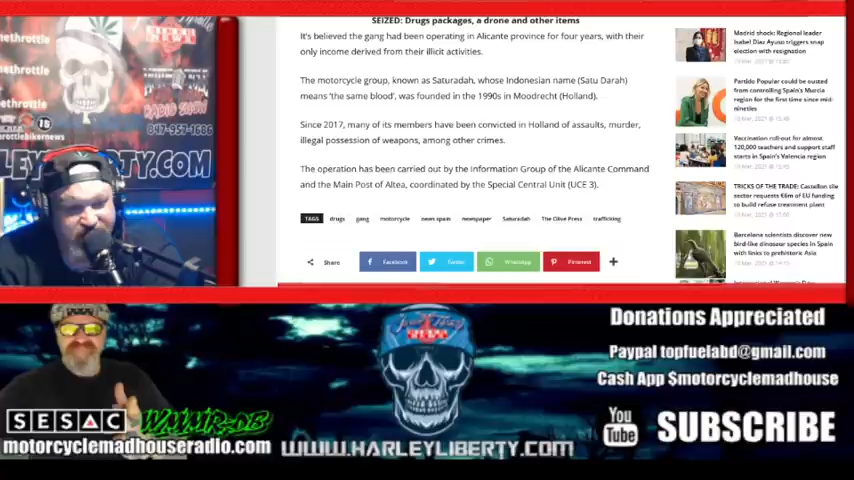 methrottle
RADIO SHOW
847-957-1686
throttlebikernews
LEYLIBERTY.COM
SEIZED: Drugs packages, a drone and other items
It's believed the gang had been operating in Alicante province for four years, with their
only income derived from their illicit activities.
The motorcycle group, known as Saturadah, whose Indonesian name (Satu Darah)
means 'the same blood', was founded in the 1990s in Moodrecht (Holland).
Since 2017, many of its members have been convicted in Holland of assaults, murder,
illegal possession of weapons, among other crimes.
The operation has been carried out by the Information Group of the Alicante Command
and the Main Post of Altea, coordinated by the Special Central Unit (UCE 3).
TAGS drugs gang motorcycle news spain newspaper Saturadah The Olive Press trafficking
Share Facebook Twitter WhatsApp Pinterest +
Madrid shock: Regional leader
Isabel Diaz Ayuso triggers snap
election with resignation
Partido Popular could be ousted
from controlling Spain's Murcia
region for the first time since mid-
nineties
Vaccination roll-out for almost
120,000 teachers and support staff
starts in Spain's Valencia region
TRICKS OF THE TRADE: Castellon tile
sector requests €6m of EU funding
to build refuse treatment plant
Barcelona scientists discover new
bird like dinosaur species in Spain
with links to prehistoric Asia
Donations Appreciated
Paypal topfuelabd@gmail.com
Cash App $motorcyclemadhouse
SESAC WMMR-DB
motorcyclemadhouseradio.com
WWW.HARLEYLIBERTY.COM
You
Tube
SUBSCRIBE